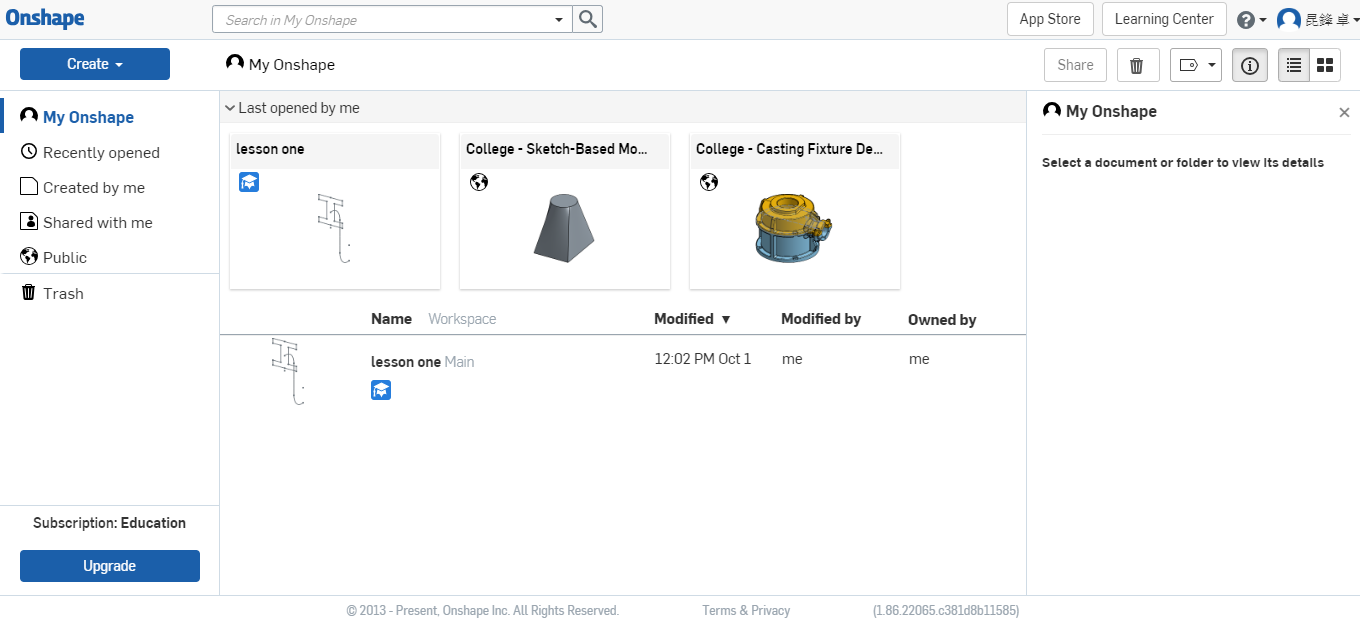 Onshape
Search in My Onshape
App Store
Learning Center
昆鋒 卓
Create
My Onshape
Share
My Onshape
Recently opened
Created by me
Shared with me
Public
Trash
Subscription: Education
Upgrade
Last opened by me
lesson one
College - Sketch-Based Mo...
College - Casting Fixture De...
Name Workspace Modified ▼ Modified by Owned by
lesson one Main 12:02 PM Oct 1 me me
My Onshape
Select a document or folder to view its details
© 2013 - Present, Onshape Inc. All Rights Reserved. Terms & Privacy (1.86.22065.c381d8b11585)